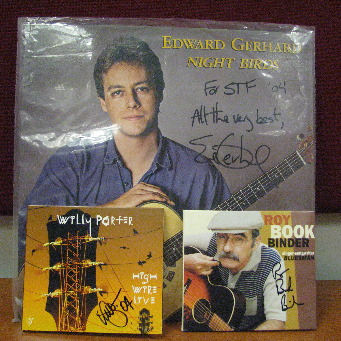 EDWARD GERHARD
NIGHT BIRDS
For STF '04
All the very best,
WiLLy PoRtER
HigH
WiRE
LiVE
ROY
BOOK
BINDER
BLUESMAN